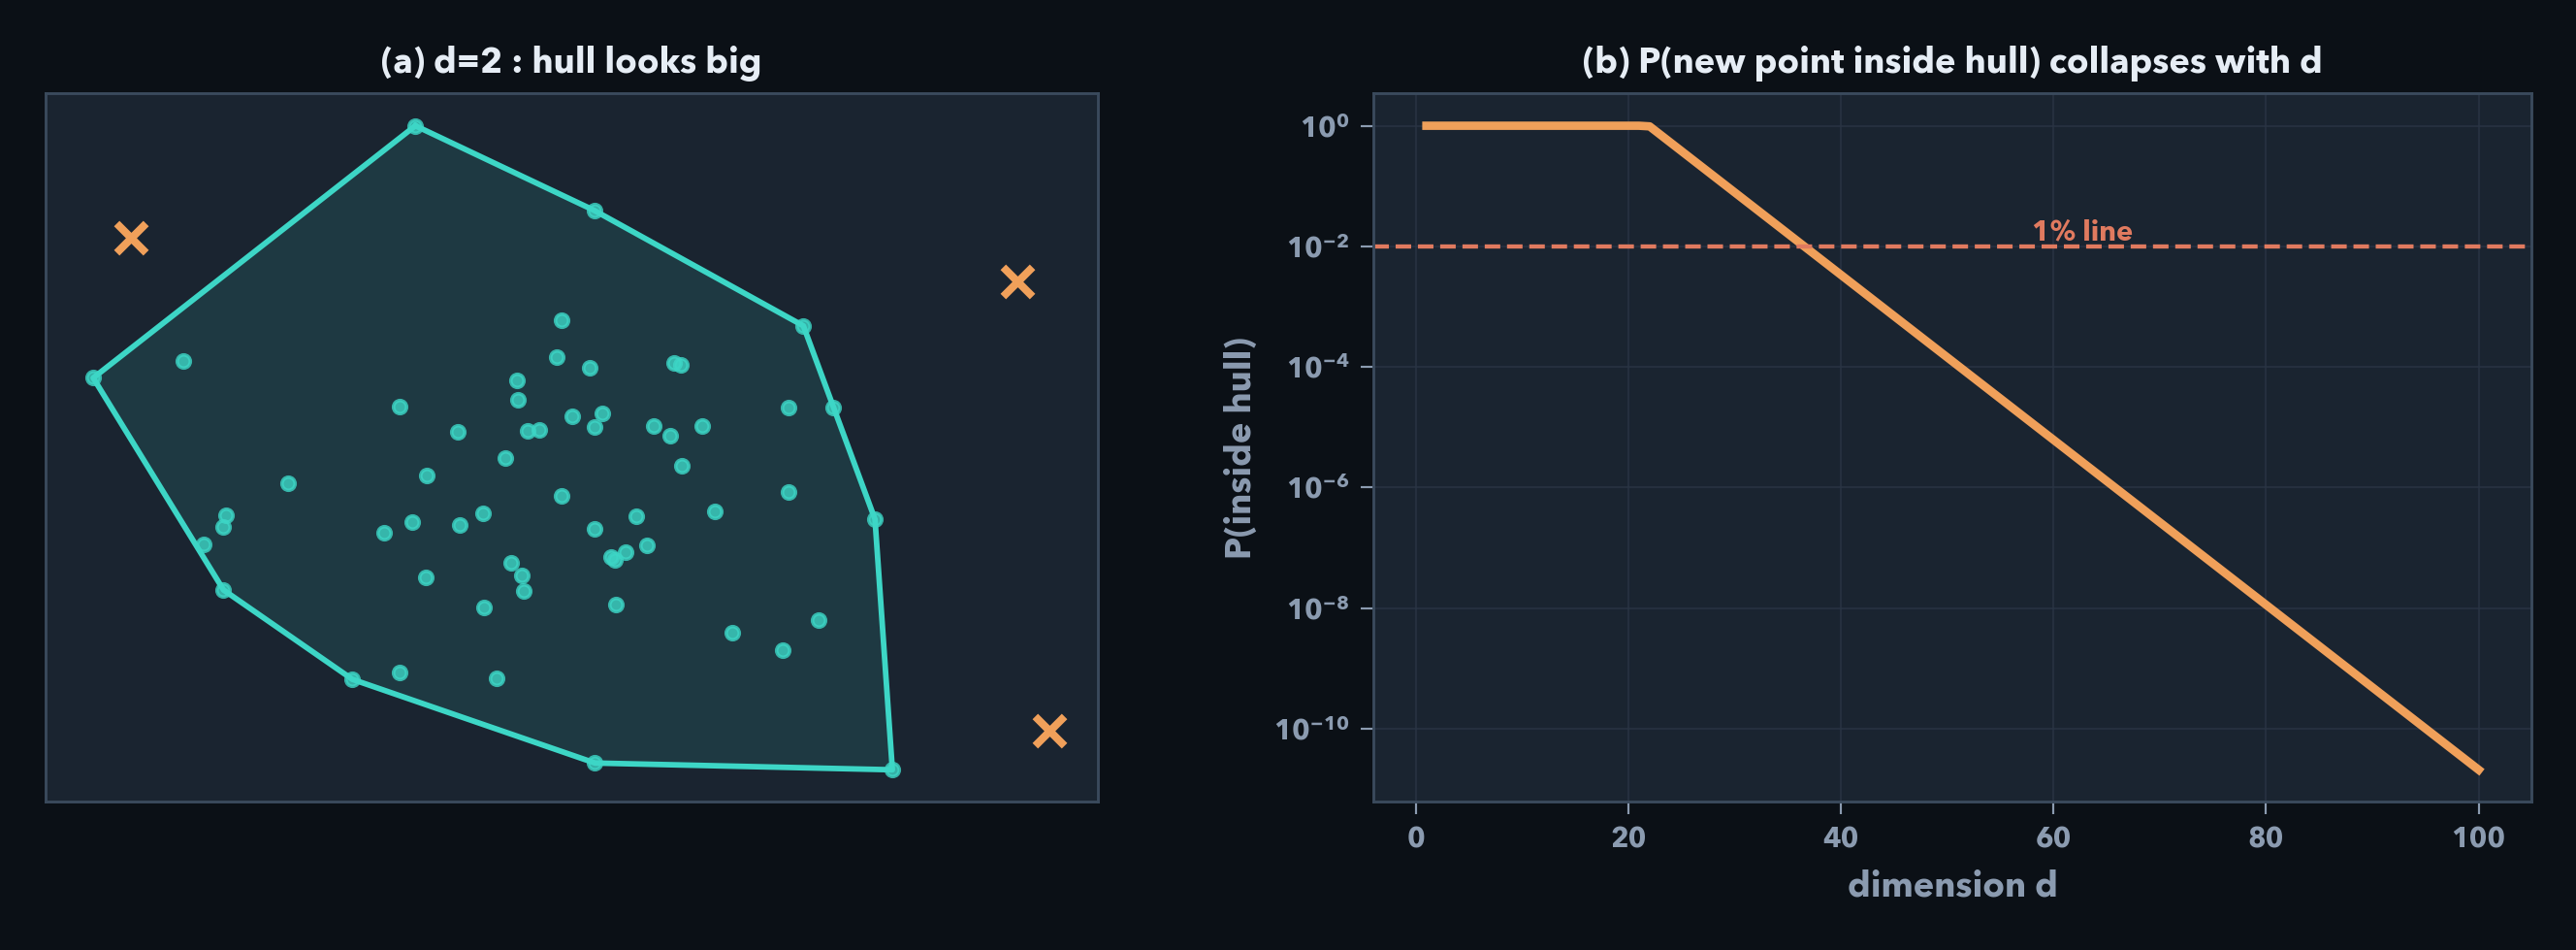 (a) d=2 : hull looks big
(b) P(new point inside hull) collapses with d
P(inside hull)
10⁰
10⁻²
10⁻⁴
10⁻⁶
10⁻⁸
10⁻¹⁰
1% line
0 20 40 60 80 100
dimension d